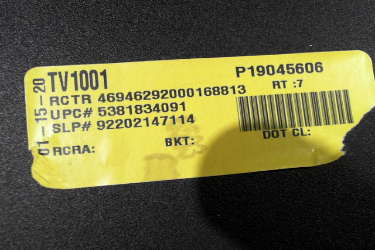 01-15-20
TV1001 P19045606
RCTR 46946292000168813 RT :7
UPC# 5381834091
SLP# 92202147114
RCRA: BKT: DOT CL: